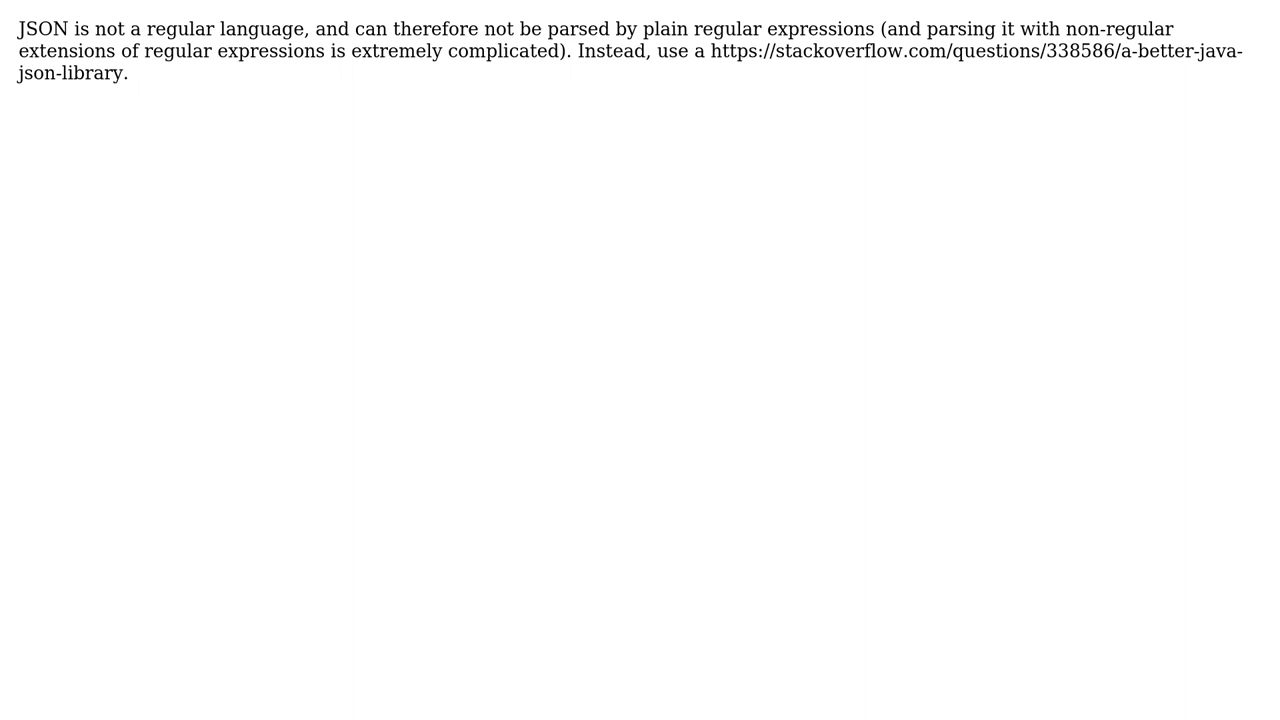 JSON is not a regular language, and can therefore not be parsed by plain regular expressions (and parsing it with non-regular
extensions of regular expressions is extremely complicated). Instead, use a https://stackoverflow.com/questions/338586/a-better-java-
json-library.